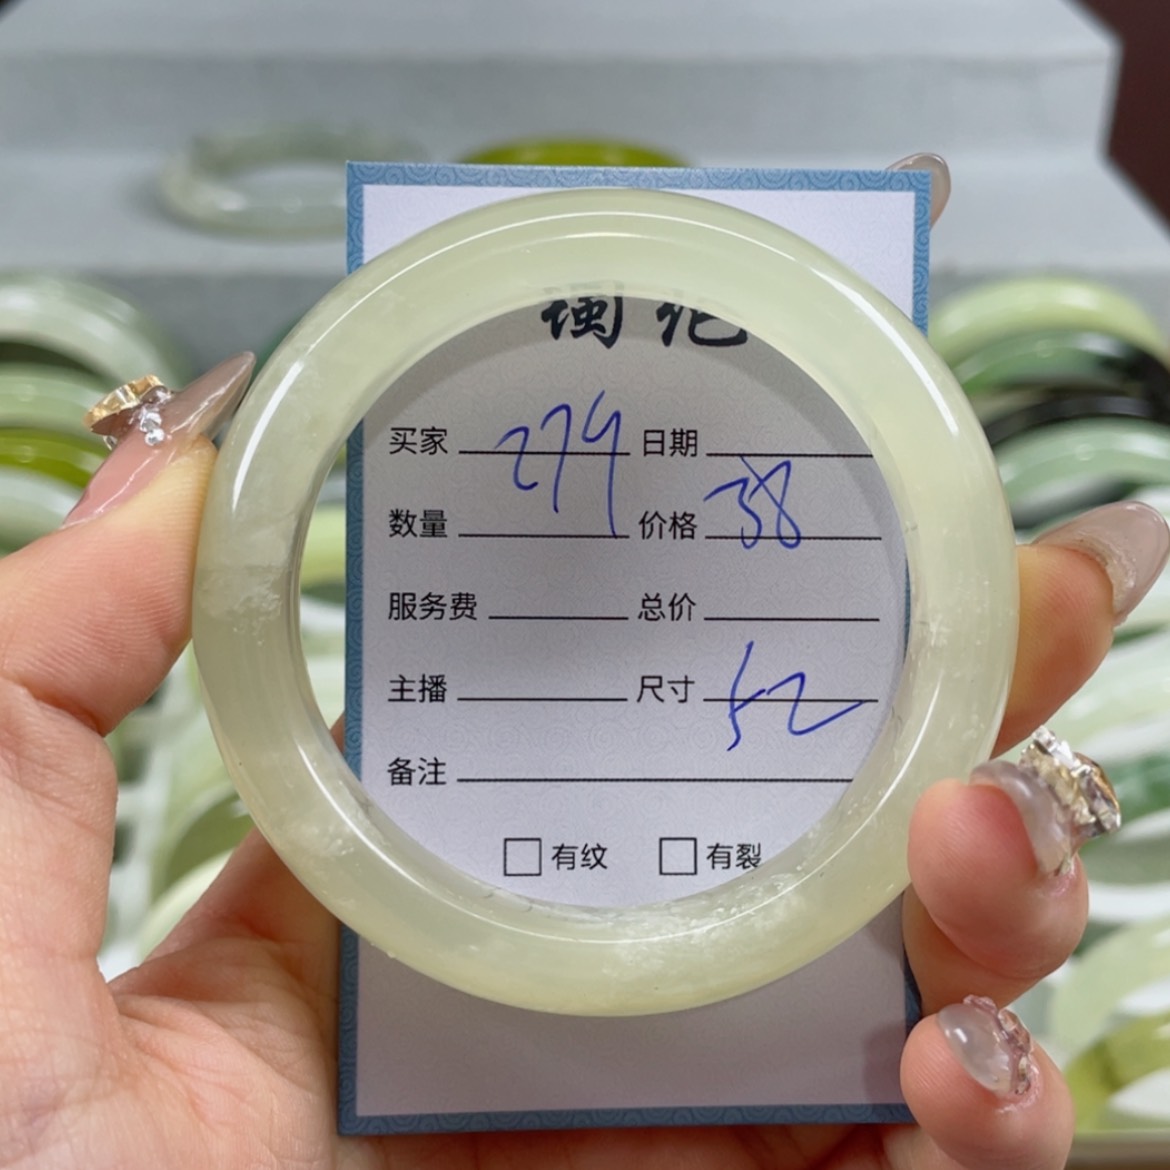 买家 279 日期
数量 价格 38
服务费 总价
主播 尺寸 52
备注
□ 有纹 □ 有裂